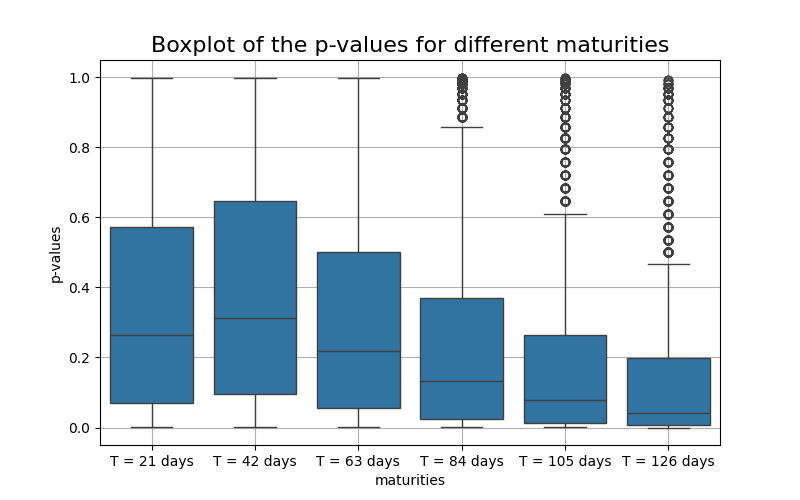 Boxplot of the p-values for different maturities
1.0
0.8
0.6
0.4
0.2
0.0
p-values
T = 21 days
T = 42 days
T = 63 days
T = 84 days
T = 105 days
T = 126 days
maturities